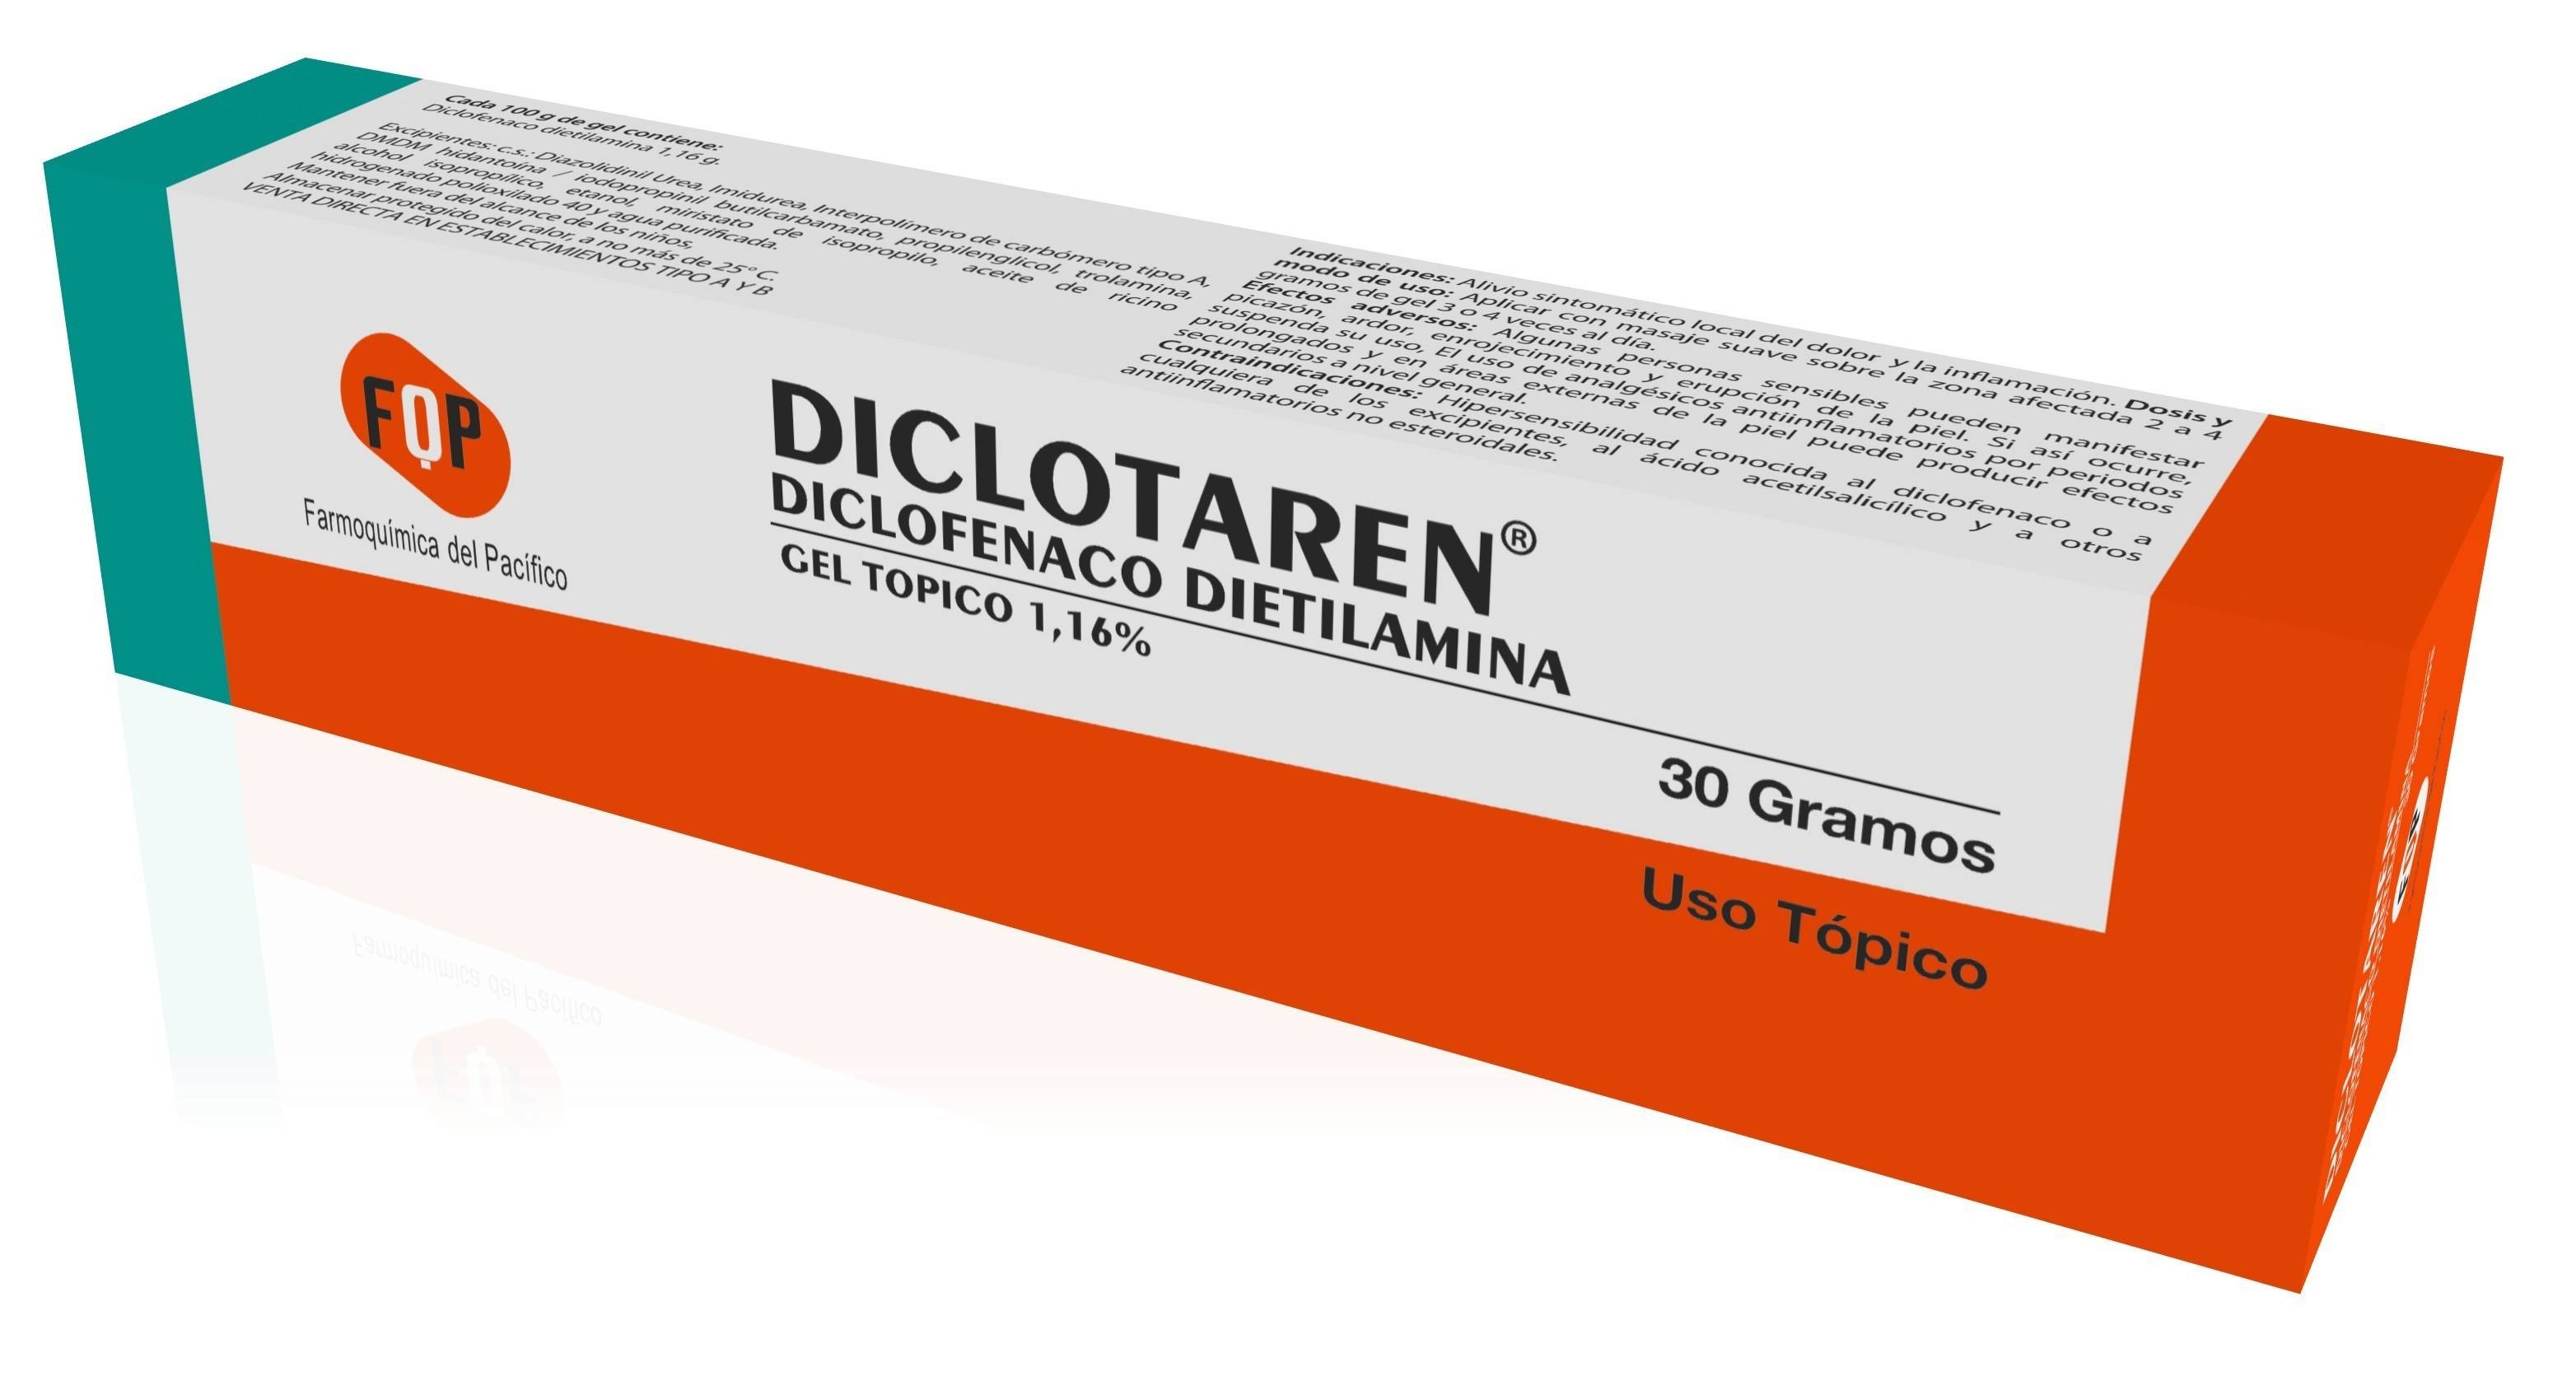 Cada 100 g de gel contiene:
Diclofenaco dietilamina 1,16 g.
Excipientes: c.s.: Diazolidinil Urea, Imidurea, Interpolímero de carbómero tipo A,
DMDM hidantoína / iodopropinil butilcarbamato, propilenglicol, trolamina,
alcohol isopropílico, etanol, miristato de isopropilo, aceite de ricino
hidrogenado polioxilado 40 y agua purificada.
Mantener fuera del alcance de los niños,
Almacenar protegido del calor, a no más de 25°C.
VENTA DIRECTA EN ESTABLECIMIENTOS TIPO A Y B
Indicaciones: Alivio sintomático local del dolor y la inflamación. Dosis y
modo de uso: Aplicar con masaje suave sobre la zona afectada 2 a 4
gramos de gel 3 o 4 veces al día.
Efectos adversos: Algunas personas sensibles pueden manifestar
picazón, ardor, enrojecimiento y erupción de la piel. Si así ocurre,
suspenda su uso, El uso de analgésicos antiinflamatorios por periodos
prolongados y en áreas externas de la piel puede producir efectos
secundarios a nivel general.
Contraindicaciones: Hipersensibilidad conocida al diclofenaco o a
cualquiera de los excipientes, al ácido acetilsalicílico y a otros
antiinflamatorios no esteroidales.
FQP
Farmoquímica del Pacífico
DICLOTAREN®
DICLOFENACO DIETILAMINA
GEL TOPICO 1,16%
30 Gramos
Uso Tópico